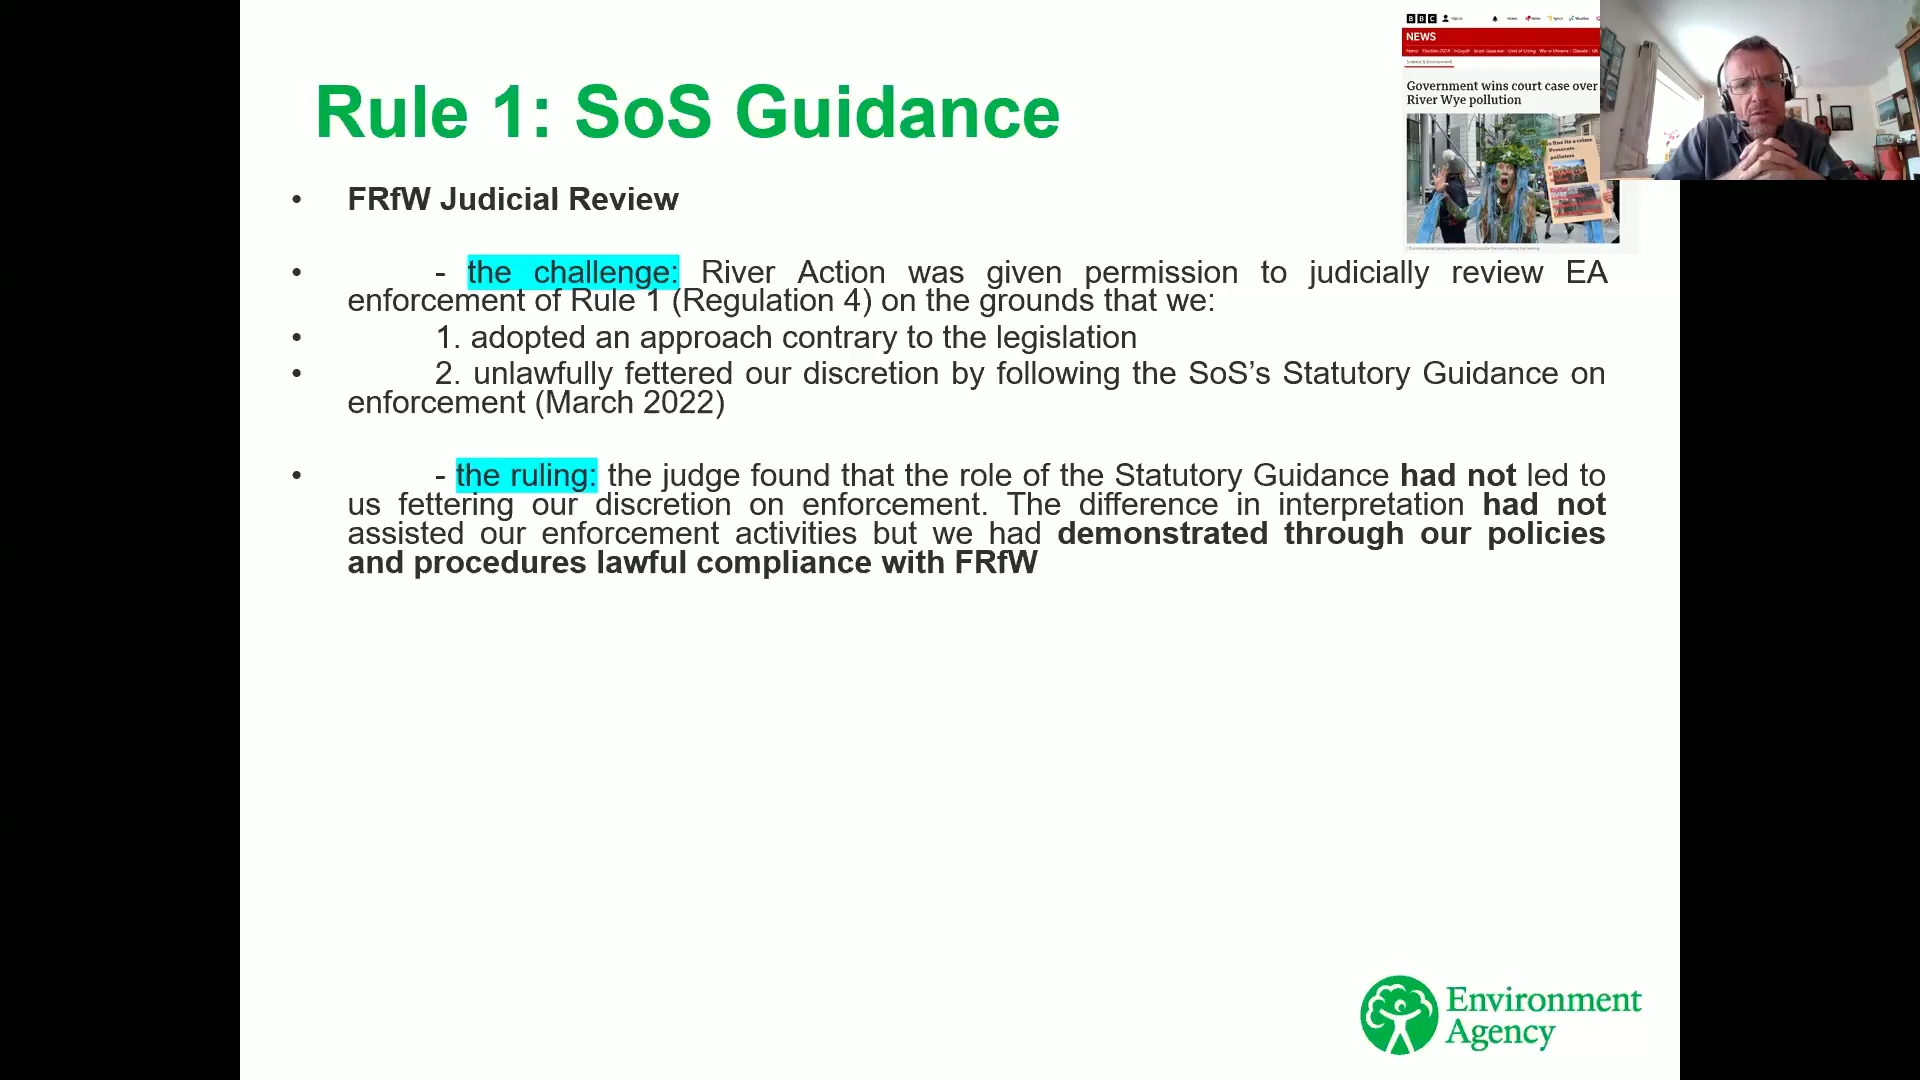 Rule 1: SoS Guidance
BBC
NEWS
Science & Environment
Government wins court case over
River Wye pollution
• FRfW Judicial Review
• - the challenge: River Action was given permission to judicially review EA
enforcement of Rule 1 (Regulation 4) on the grounds that we:
• 1. adopted an approach contrary to the legislation
• 2. unlawfully fettered our discretion by following the SoS’s Statutory Guidance on
enforcement (March 2022)
• - the ruling: the judge found that the role of the Statutory Guidance had not led to
us fettering our discretion on enforcement. The difference in interpretation had not
assisted our enforcement activities but we had demonstrated through our policies
and procedures lawful compliance with FRfW
Environment
Agency